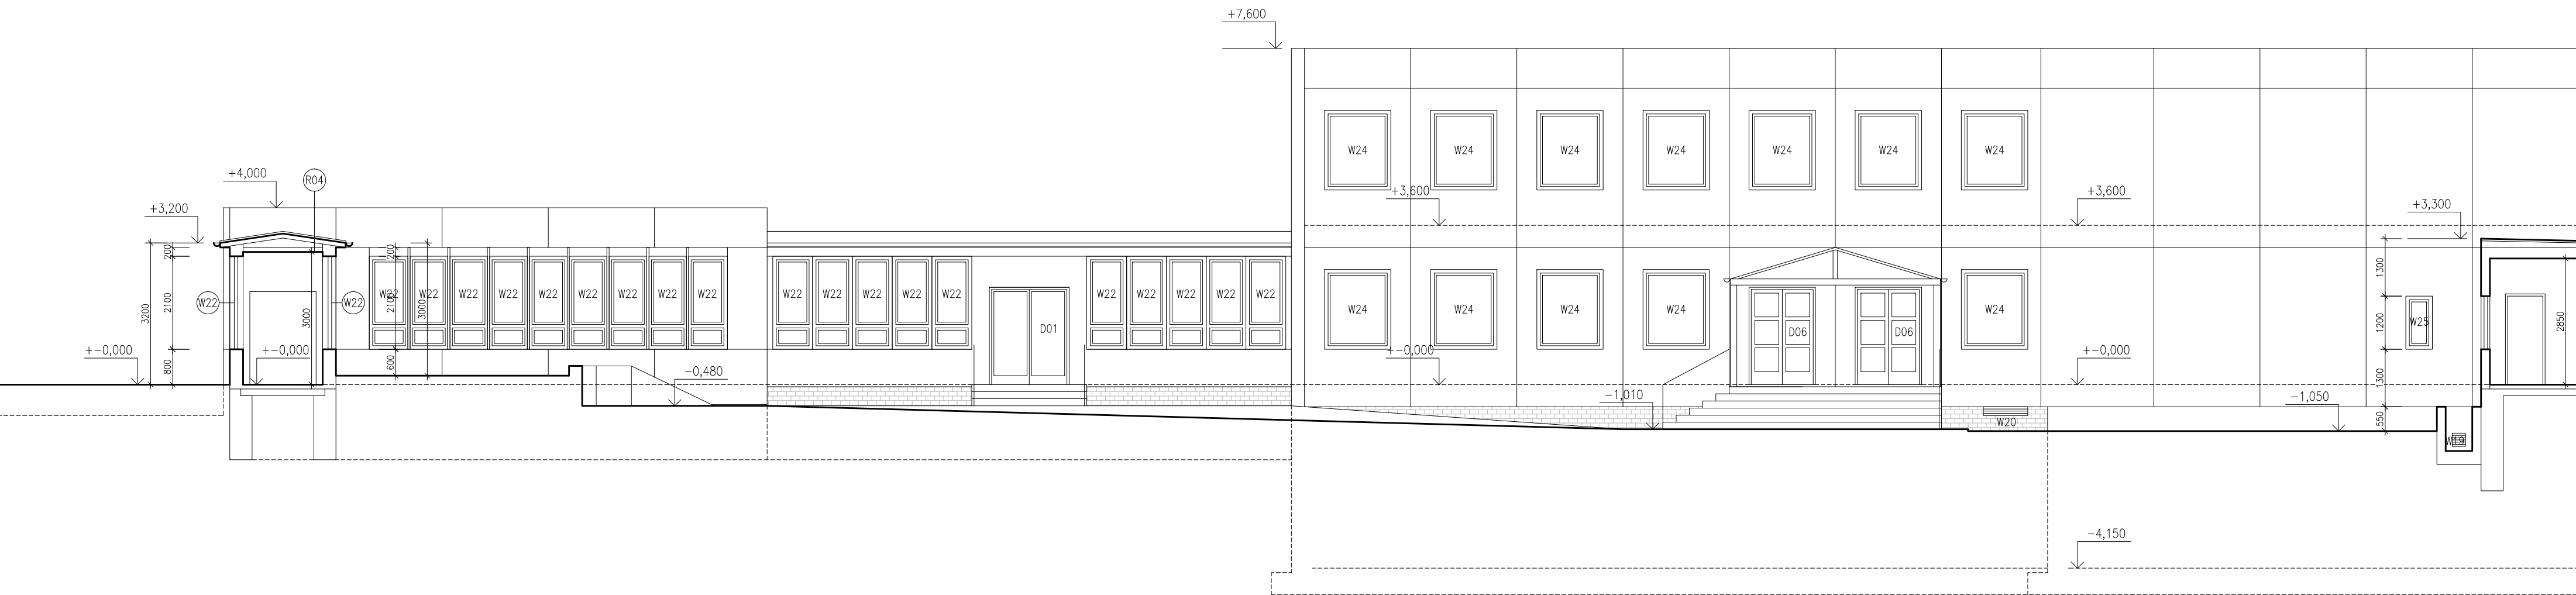 +7,600
W24 W24 W24 W24 W24 W24 W24
+4,000
R04
+3,600
+3,600
+3,200
+3,300
200
200
1300
W22 W22 W22 W22 W22 W22 W22 W22 W22
W22 W22 W22 W22 W22
W22 W22 W22 W22 W22
W22
W22
2100
2100
3200
3000
3000
D01
W24 W24 W24 W24
D06 D06
W24
W25
1200
2850
+-0,000
+-0,000
+-0,000
+-0,000
800
600
-0,480
1300
-1,010
-1,050
W20
550
W19
-4,150